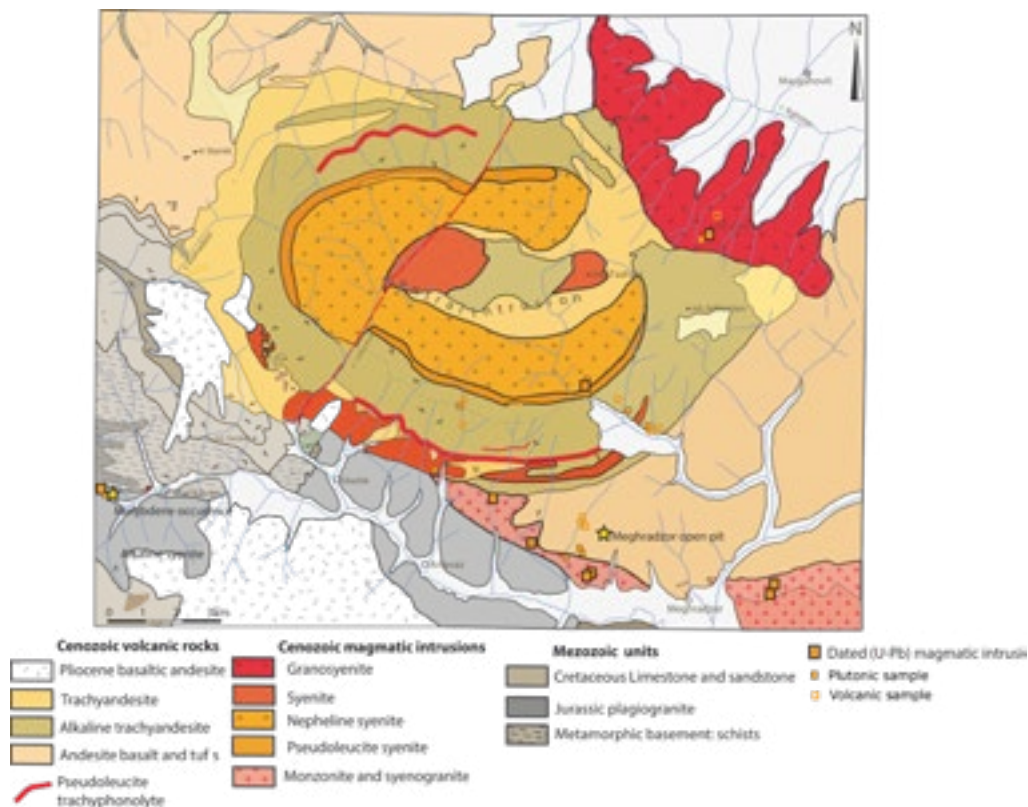 N
Meghradzor open pit
Meghradzor
0 1
Cenozoic volcanic rocks
Pliocene basaltic andesite
Trachyandesite
Alkaline trachyandesite
Andesite basalt and tuf s
Pseudoleucite
trachyphonolyte
Cenozoic magmatic intrusions
Granosyenite
Syenite
Nepheline syenite
Pseudoleucite syenite
Monzonite and syenogranite
Mezozoic units
Cretaceous Limestone and sandstone
Jurassic plagiogranite
Metamorphic basement: schists
Dated (U-Pb) magmatic intrusi
Plutonic sample
Volcanic sample